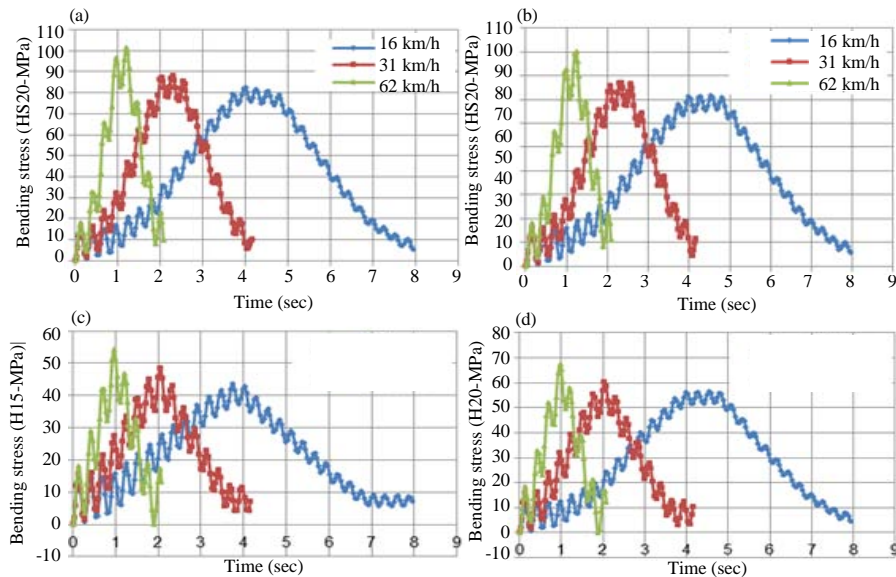 (a)
Bending stress (HS20-MPa)
110
100
90
80
70
60
50
40
30
20
10
0
16 km/h
31 km/h
62 km/h
0 1 2 3 4 5 6 7 8 9
Time (sec)
(b)
Bending stress (HS20-MPa)
110
100
90
80
70
60
50
40
30
20
10
0
16 km/h
31 km/h
62 km/h
0 1 2 3 4 5 6 7 8 9
Time (sec)
(c)
Bending stress (H15-MPa)|
60
50
40
30
20
10
0
-10
0 1 2 3 4 5 6 7 8 9
Time (sec)
(d)
Bending stress (H20-MPa)
80
70
60
50
40
30
20
10
0
-10
0 1 2 3 4 5 6 7 8 9
Time (sec)